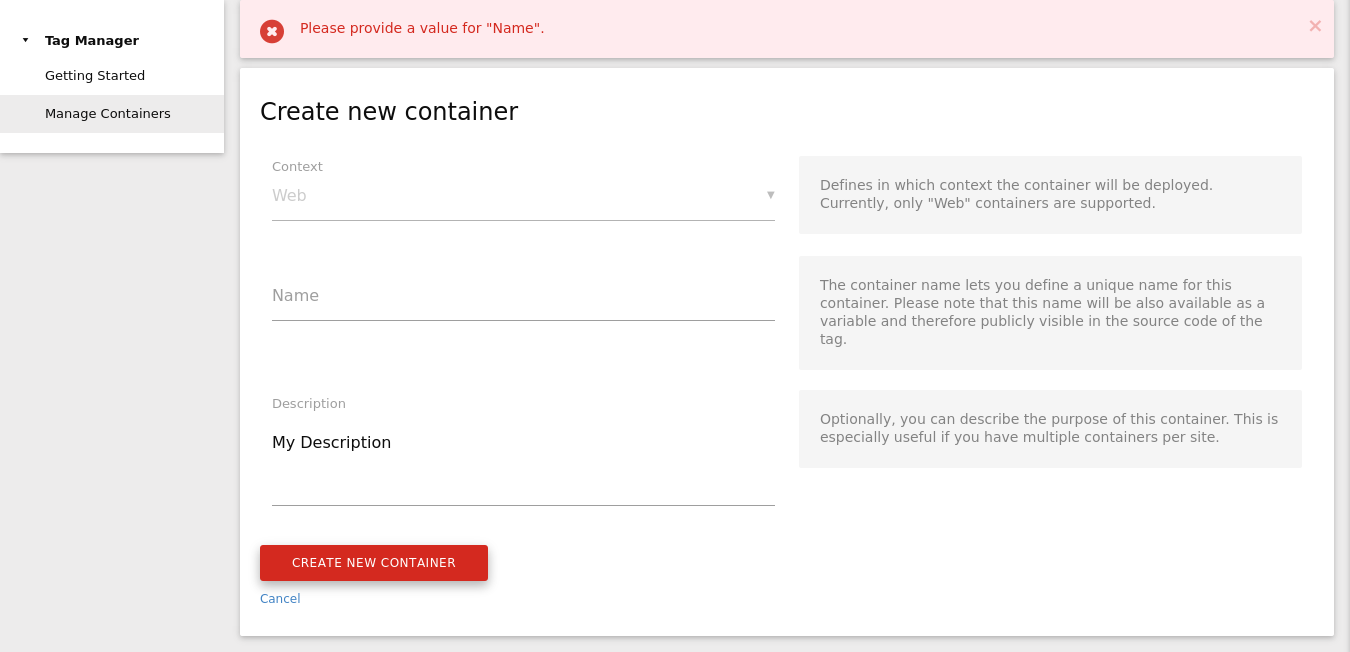 Please provide a value for "Name".
Tag Manager
Getting Started
Manage Containers
Create new container
Context
Web
Defines in which context the container will be deployed.
Currently, only "Web" containers are supported.
Name
The container name lets you define a unique name for this
container. Please note that this name will be also available as a
variable and therefore publicly visible in the source code of the
tag.
Description
My Description
Optionally, you can describe the purpose of this container. This is
especially useful if you have multiple containers per site.
CREATE NEW CONTAINER
Cancel